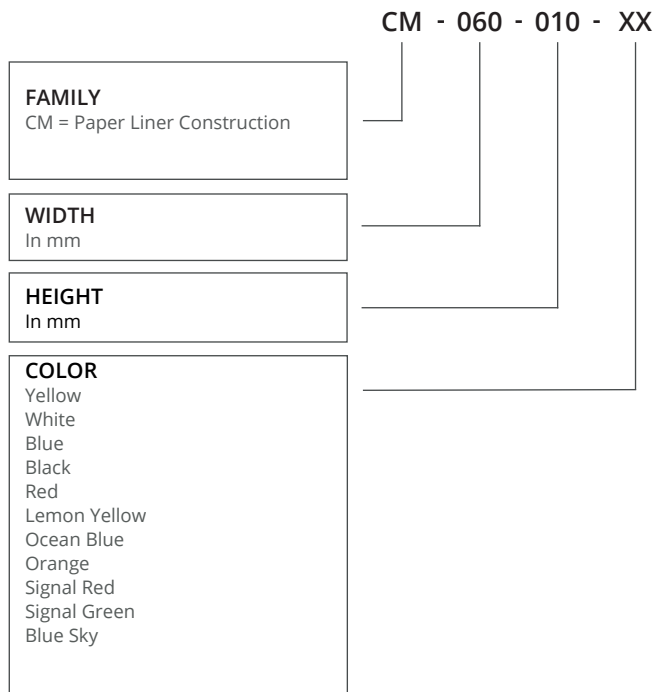 CM - 060 - 010 - XX
FAMILY
CM = Paper Liner Construction
WIDTH
In mm
HEIGHT
In mm
COLOR
Yellow
White
Blue
Black
Red
Lemon Yellow
Ocean Blue
Orange
Signal Red
Signal Green
Blue Sky